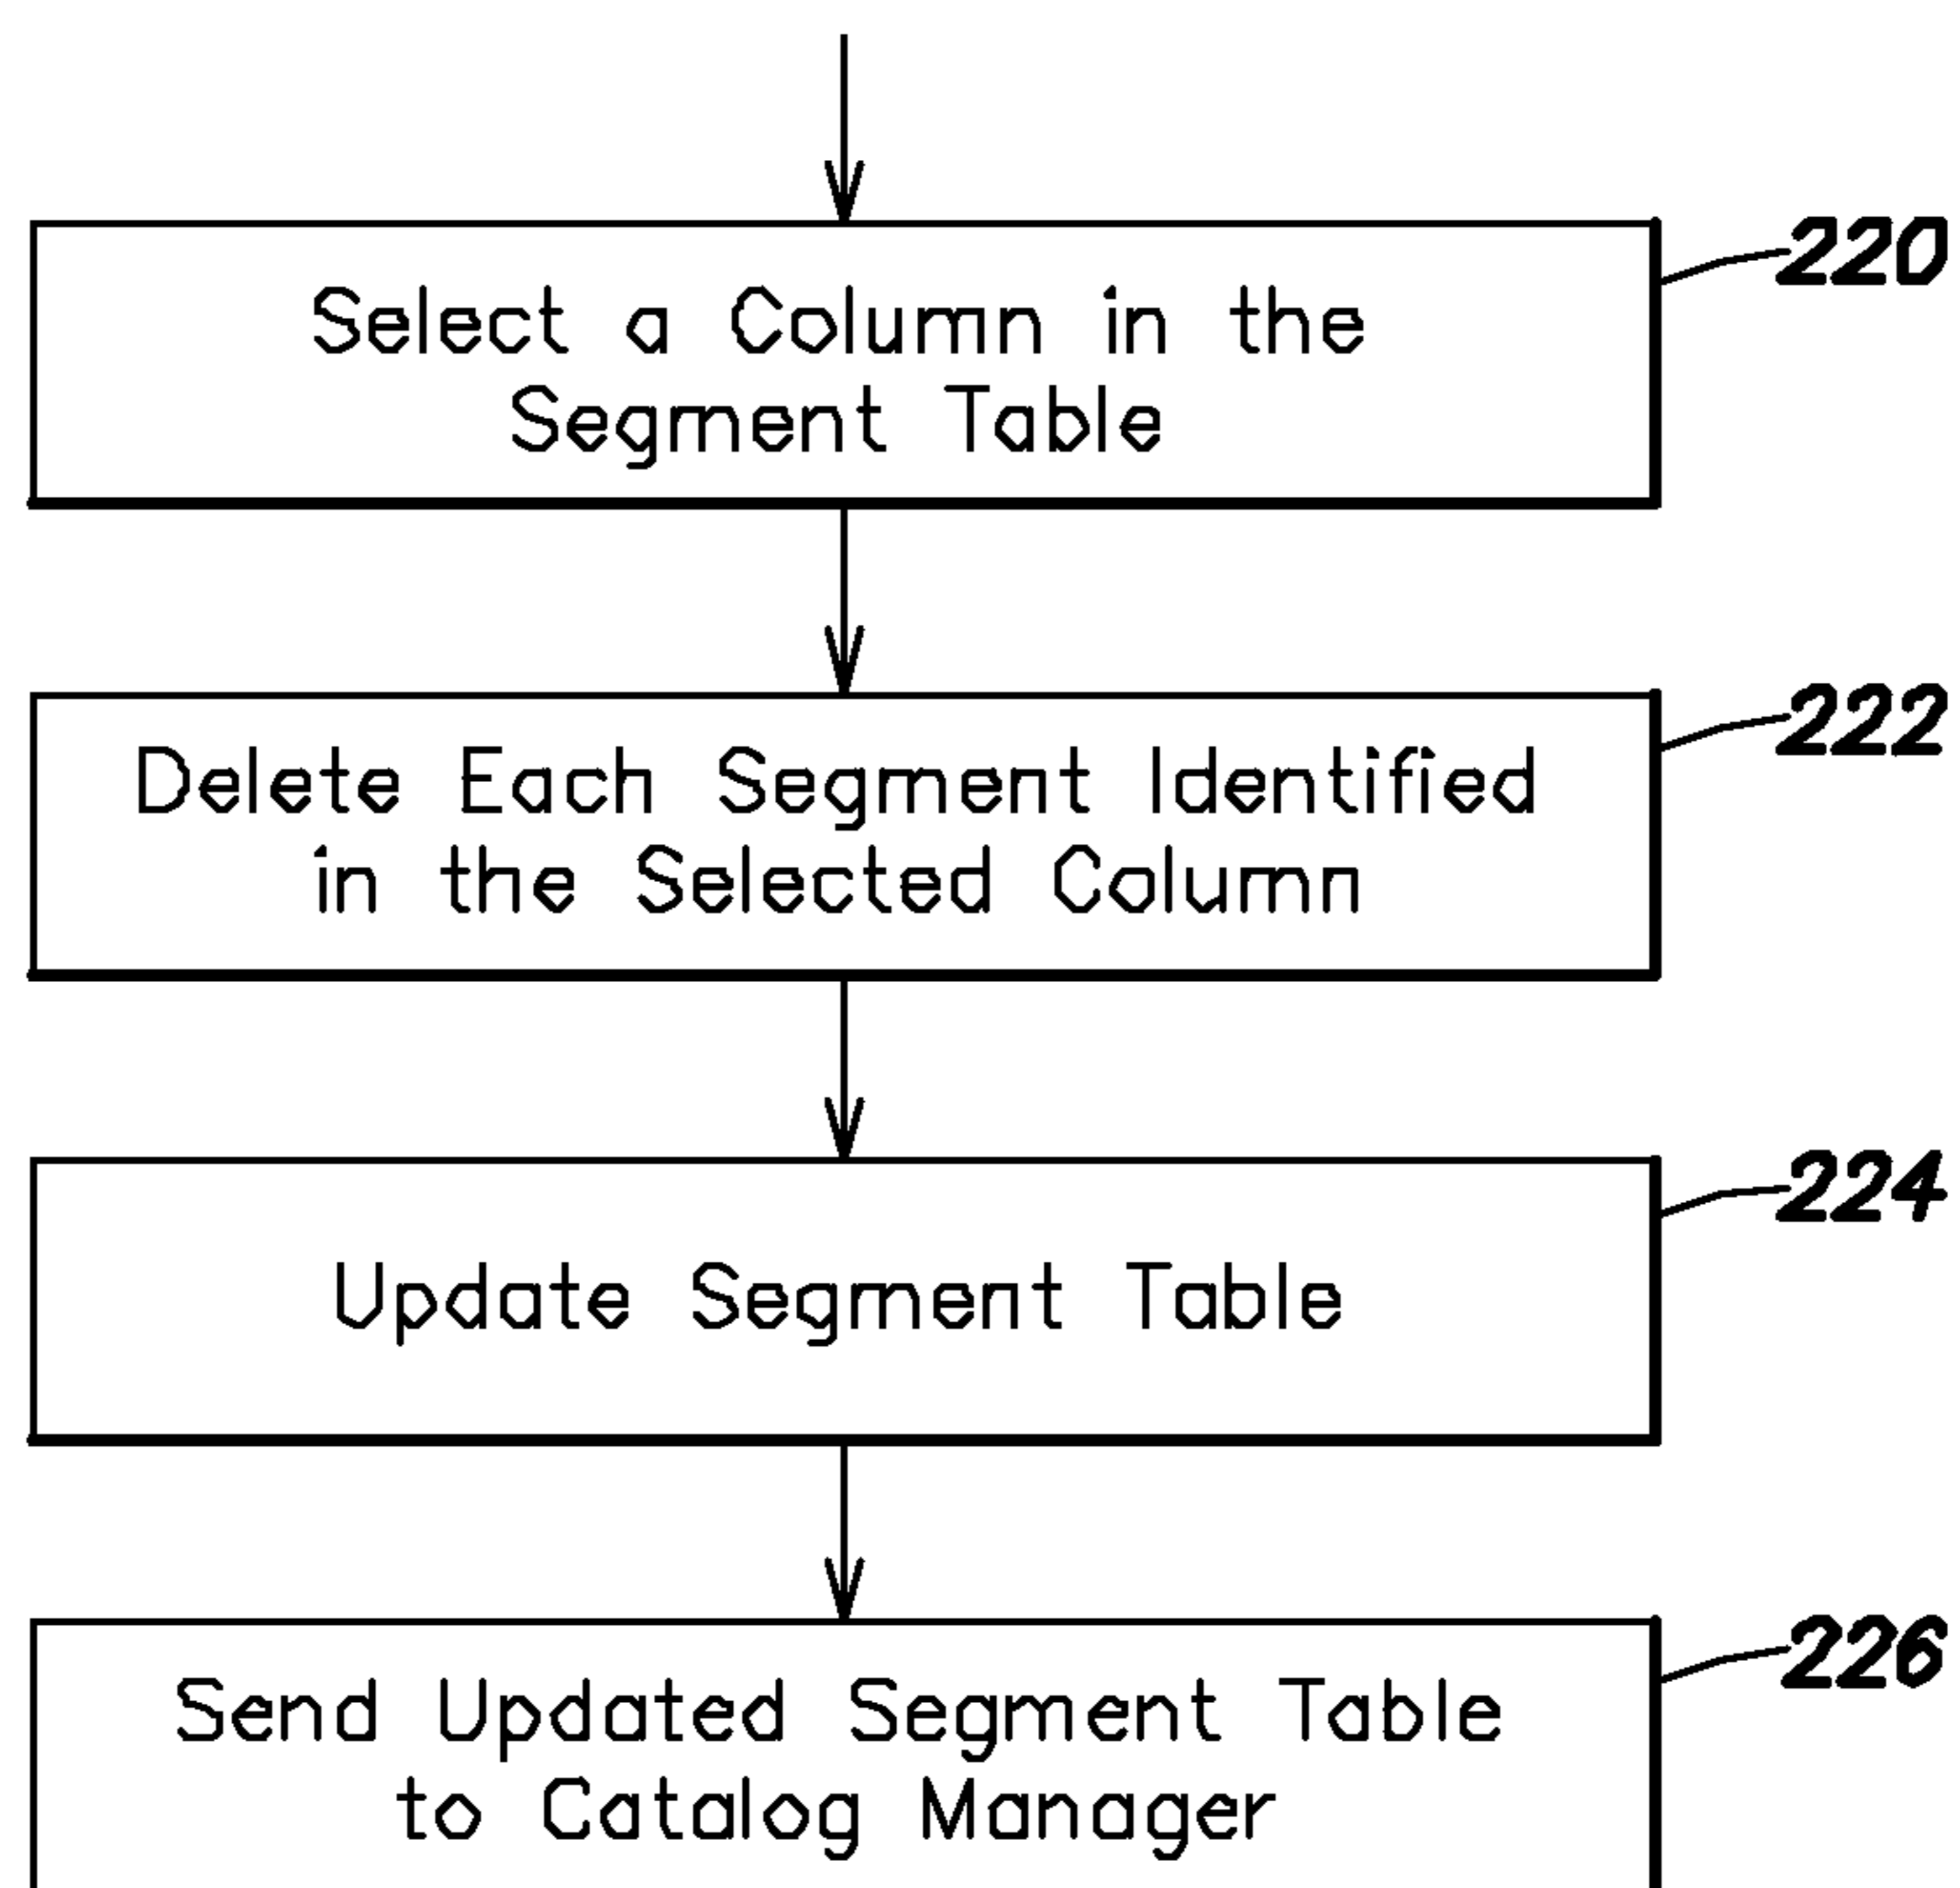 220
Select a Column in the
Segment Table
222
Delete Each Segment Identified
in the Selected Column
224
Update Segment Table
226
Send Updated Segment Table
to Catalog Manager